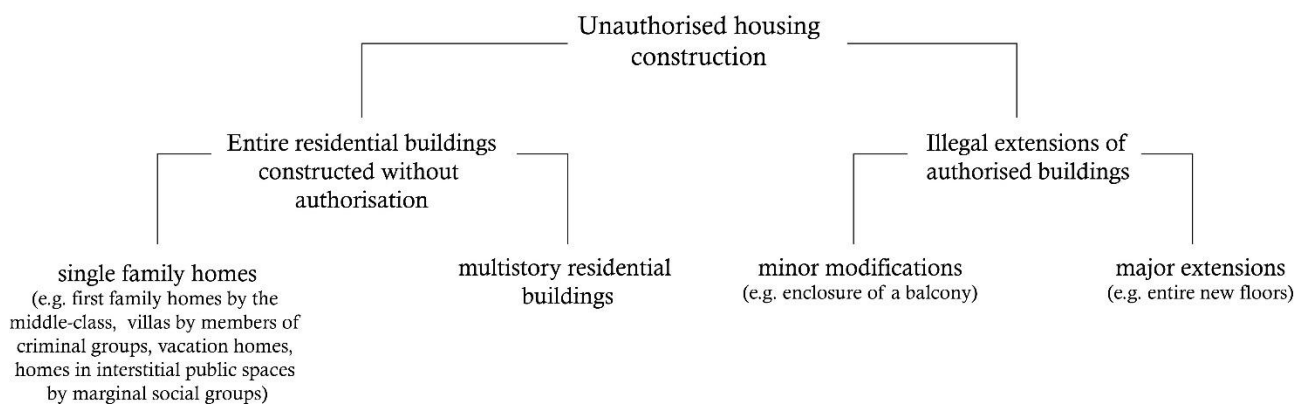 Unauthorised housing
construction
Entire residential buildings
constructed without
authorisation
Illegal extensions of
authorised buildings
single family homes
(e.g. first family homes by the
middle-class, villas by members of
criminal groups, vacation homes,
homes in interstitial public spaces
by marginal social groups)
multistory residential
buildings
minor modifications
(e.g. enclosure of a balcony)
major extensions
(e.g. entire new floors)